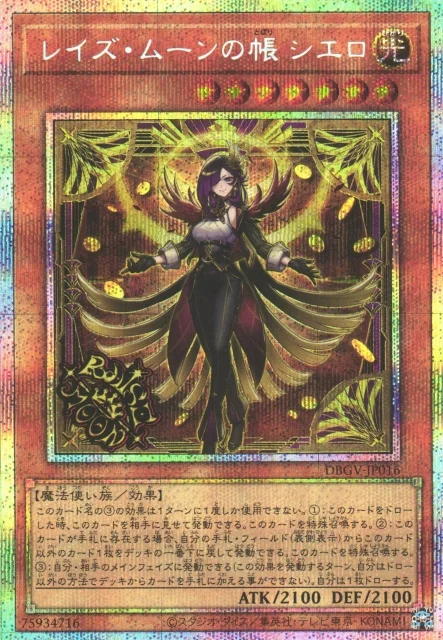 レイズ・ムーンの帳 シエロ
とばり
光
RAISE THE MOON
DBGV-JP016
【魔法使い族／効果】
このカード名の③の効果は1ターンに1度しか使用できない。①：このカードをドロー
した時、このカードを相手に見せて発動できる。このカードを特殊召喚する。②：この
カードが手札に存在する場合、自分の手札・フィールド(表側表示)からこのカード
以外のカード1枚をデッキの一番下に戻して発動できる。このカードを特殊召喚する。
③：自分・相手のメインフェイズに発動できる(この効果を発動するターン、自分はドロー
以外の方法でデッキからカードを手札に加える事ができない)。自分は1枚ドローする。
ATK/2100 DEF/2100
75934716
©スタジオ・ダイス/集英社・テレビ東京・KONAMI